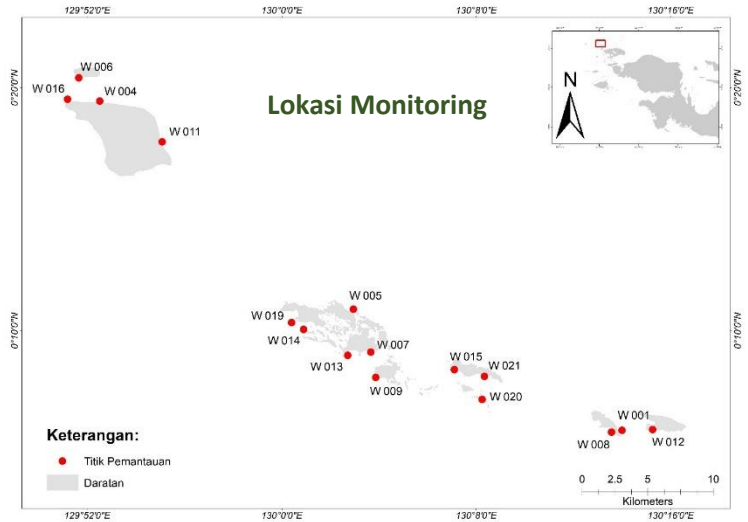 129°52'0"E 130°0'0"E 130°8'0"E 130°16'0"E
0°20'0"N
0°20'0"N
Lokasi Monitoring
N
W 006
W 016
W 004
W 011
W 005
W 019
W 014
W 007
W 013
W 009
W 015
W 021
W 020
W 001
W 008
W 012
0°10'0"N
0°10'0"N
Keterangan:
Titik Pemantauan
Daratan
0 2.5 5 10
Kilometers
129°52'0"E 130°0'0"E 130°8'0"E 130°16'0"E